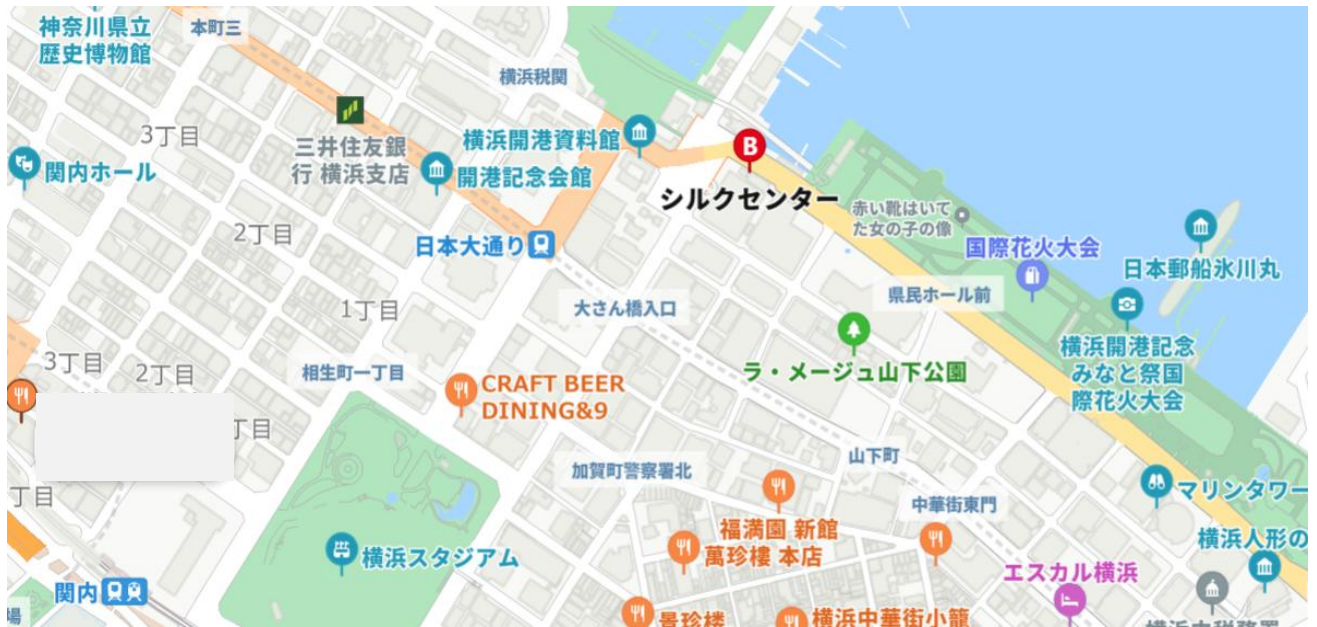 神奈川県立
歴史博物館
本町三
横浜税関
3丁目
三井住友銀
行 横浜支店
横浜開港資料館
開港記念会館
B
シルクセンター
関内ホール
赤い靴はいて
た女の子の像
2丁目
日本大通り
国際花火大会
日本郵船氷川丸
大さん橋入口
県民ホール前
1丁目
横浜開港記念
みなと祭国
際花火大会
3丁目
2丁目
相生町一丁目
CRAFT BEER
DINING&9
ラ・メージュ山下公園
丁目
加賀町警察署北
山下町
丁目
中華街東門
マリンタワー
福満園 新館
萬珍樓 本店
横浜スタジアム
横浜人形の
エスカル横浜
関内
場
景珍楼
横浜中華街小籠
横浜中税務署